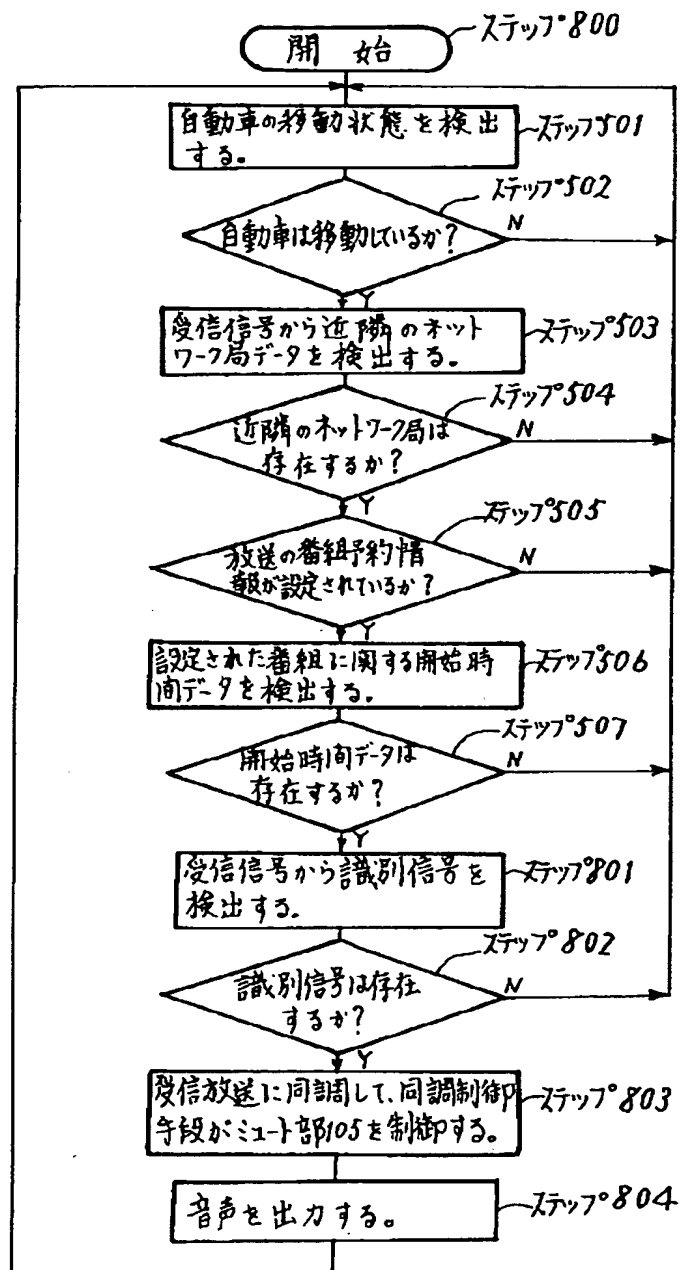 開 始
ステップ800
自動車の移動状態を検出
する。
ステップ501
ステップ502
自動車は移動しているか?
N
Y
受信信号から近隣のネット
ワーク局データを検出する。
ステップ503
ステップ504
近隣のネットワーク局は
存在するか?
N
Y
ステップ505
放送の番組予約情
報が設定されているか?
N
Y
設定された番組に関する開始時
間データを検出する。
ステップ506
ステップ507
開始時間データは
存在するか?
N
Y
受信信号から識別信号を
検出する。
ステップ801
ステップ802
識別信号は存在
するか?
N
Y
受信放送に同調して、同調制御
手段がミュート部105を制御する。
ステップ803
音声を出力する。
ステップ804